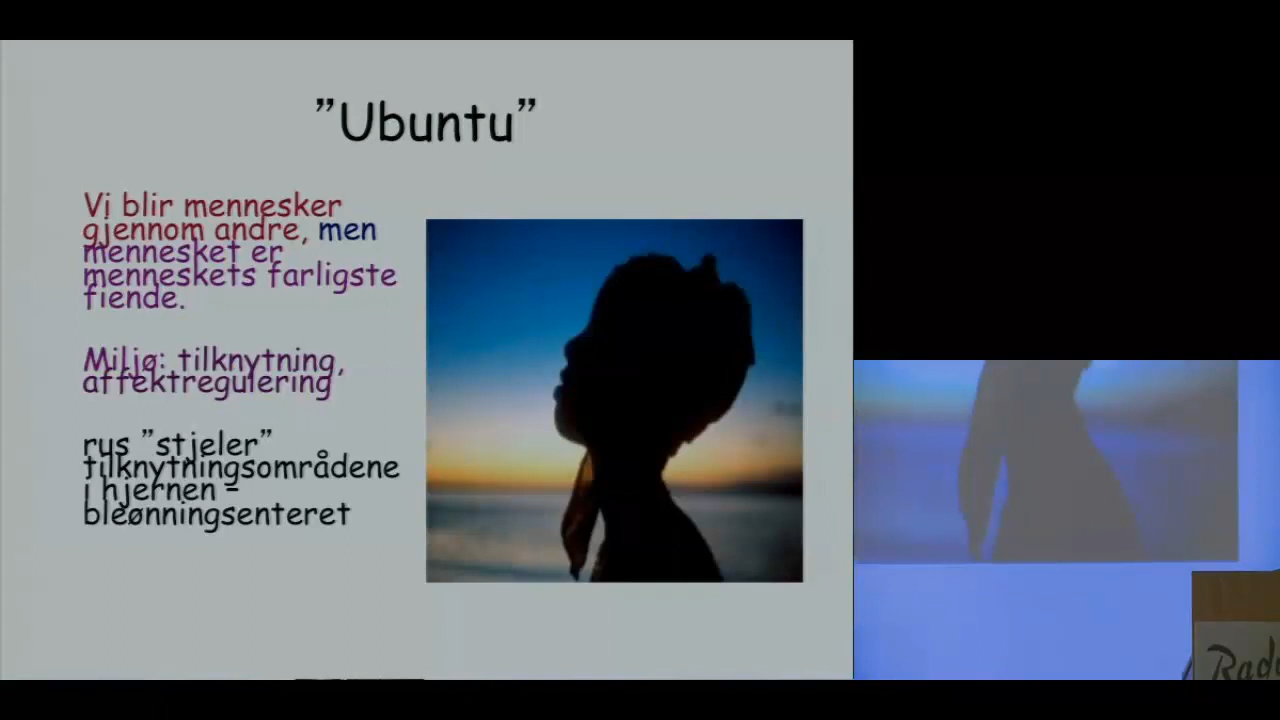 ”Ubuntu”
Vi blir mennesker
gjennom andre, men
mennesket er
menneskets farligste
fiende.
Miljø: tilknytning,
affektregulering
rus ”stjeler”
tilknytningsområdene
i hjernen –
bleønningsenteret